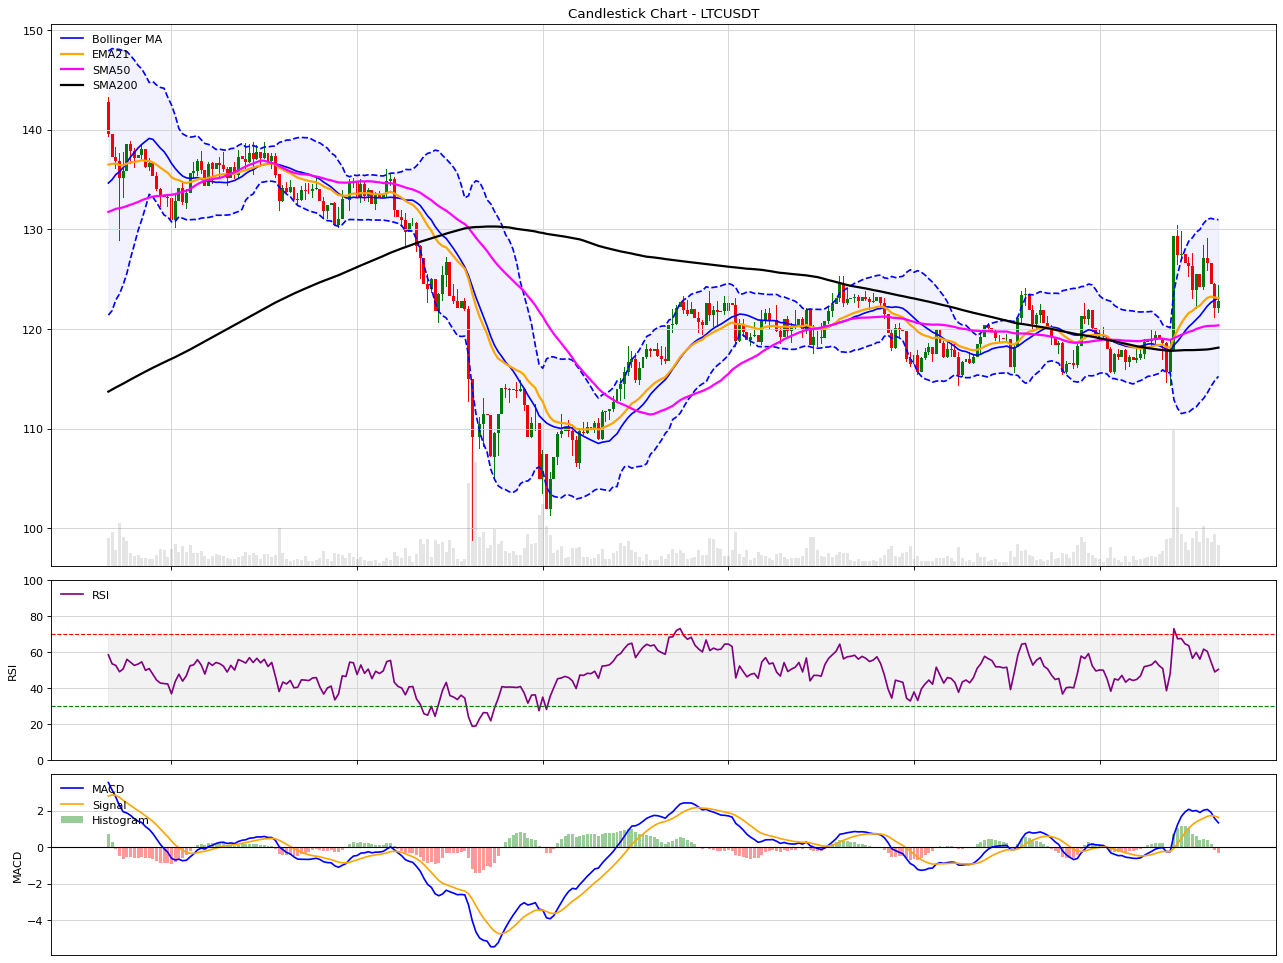 Candlestick Chart - LTCUSDT
Bollinger MA
EMA21
SMA50
SMA200
150
140
130
120
110
100
RSI
100
80
60
40
20
0
RSI
MACD
Signal
Histogram
2
0
−2
−4
MACD